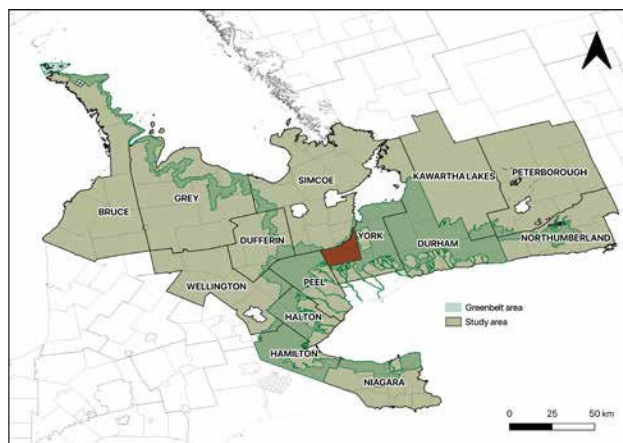 KAWARTHA LAKES
PETERBOROUGH
SIMCOE
BRUCE
GREY
YORK
DUFFERIN
DURHAM
NORTHUMBERLAND
WELLINGTON
PEEL
HALTON
HAMILTON
NIAGARA
Greenbelt area
Study area
0 25 50 km